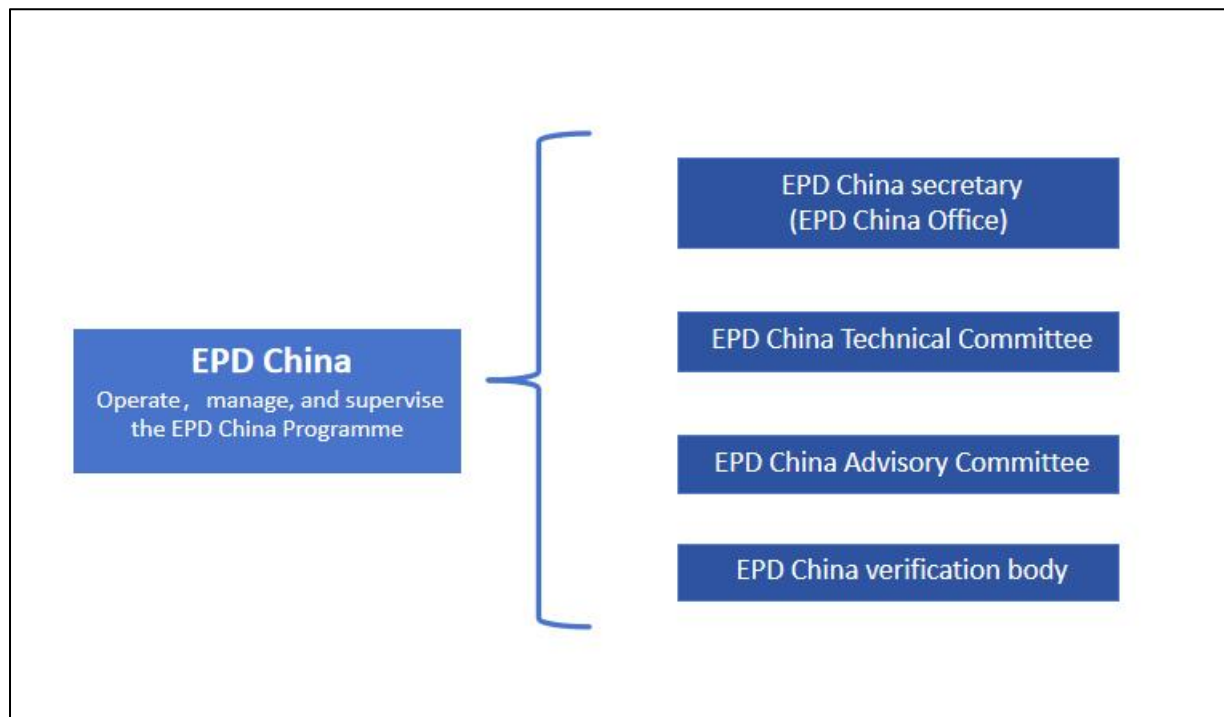 EPD China
Operate， manage, and supervise
the EPD China Programme
EPD China secretary
(EPD China Office)
EPD China Technical Committee
EPD China Advisory Committee
EPD China verification body